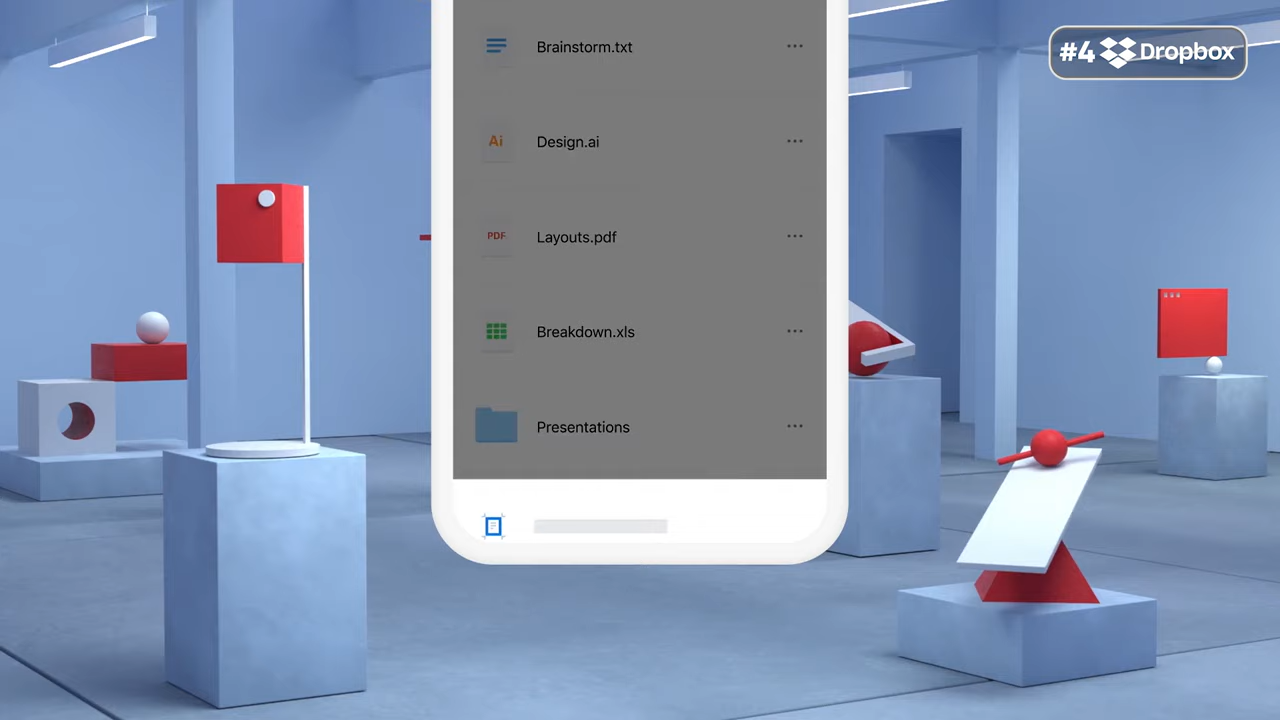 #4 Dropbox
Brainstorm.txt
Ai Design.ai
PDF Layouts.pdf
Breakdown.xls
Presentations